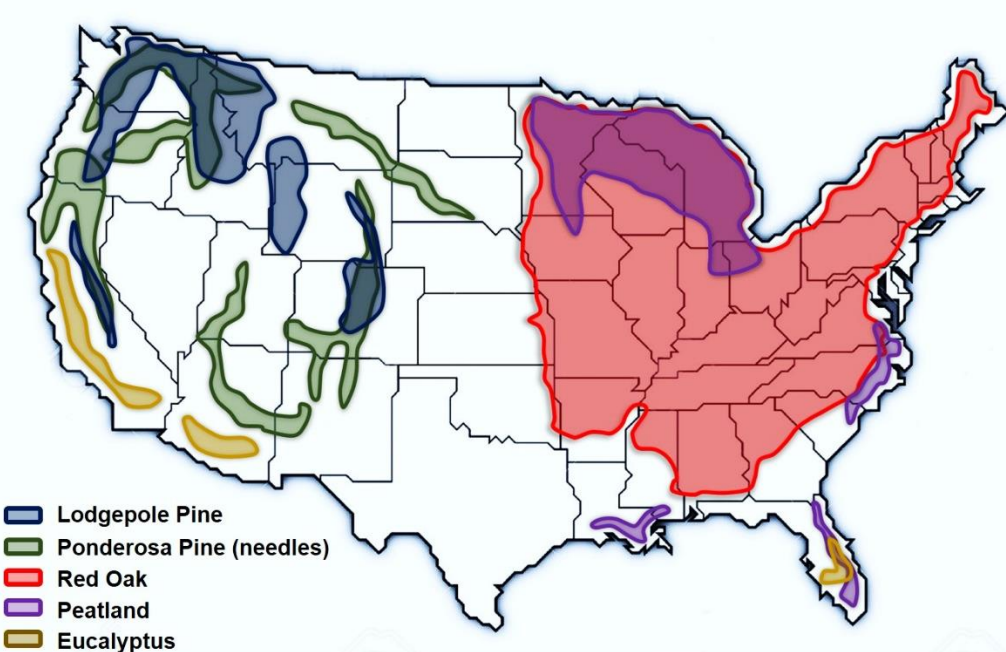 Lodgepole Pine
Ponderosa Pine (needles)
Red Oak
Peatland
Eucalyptus